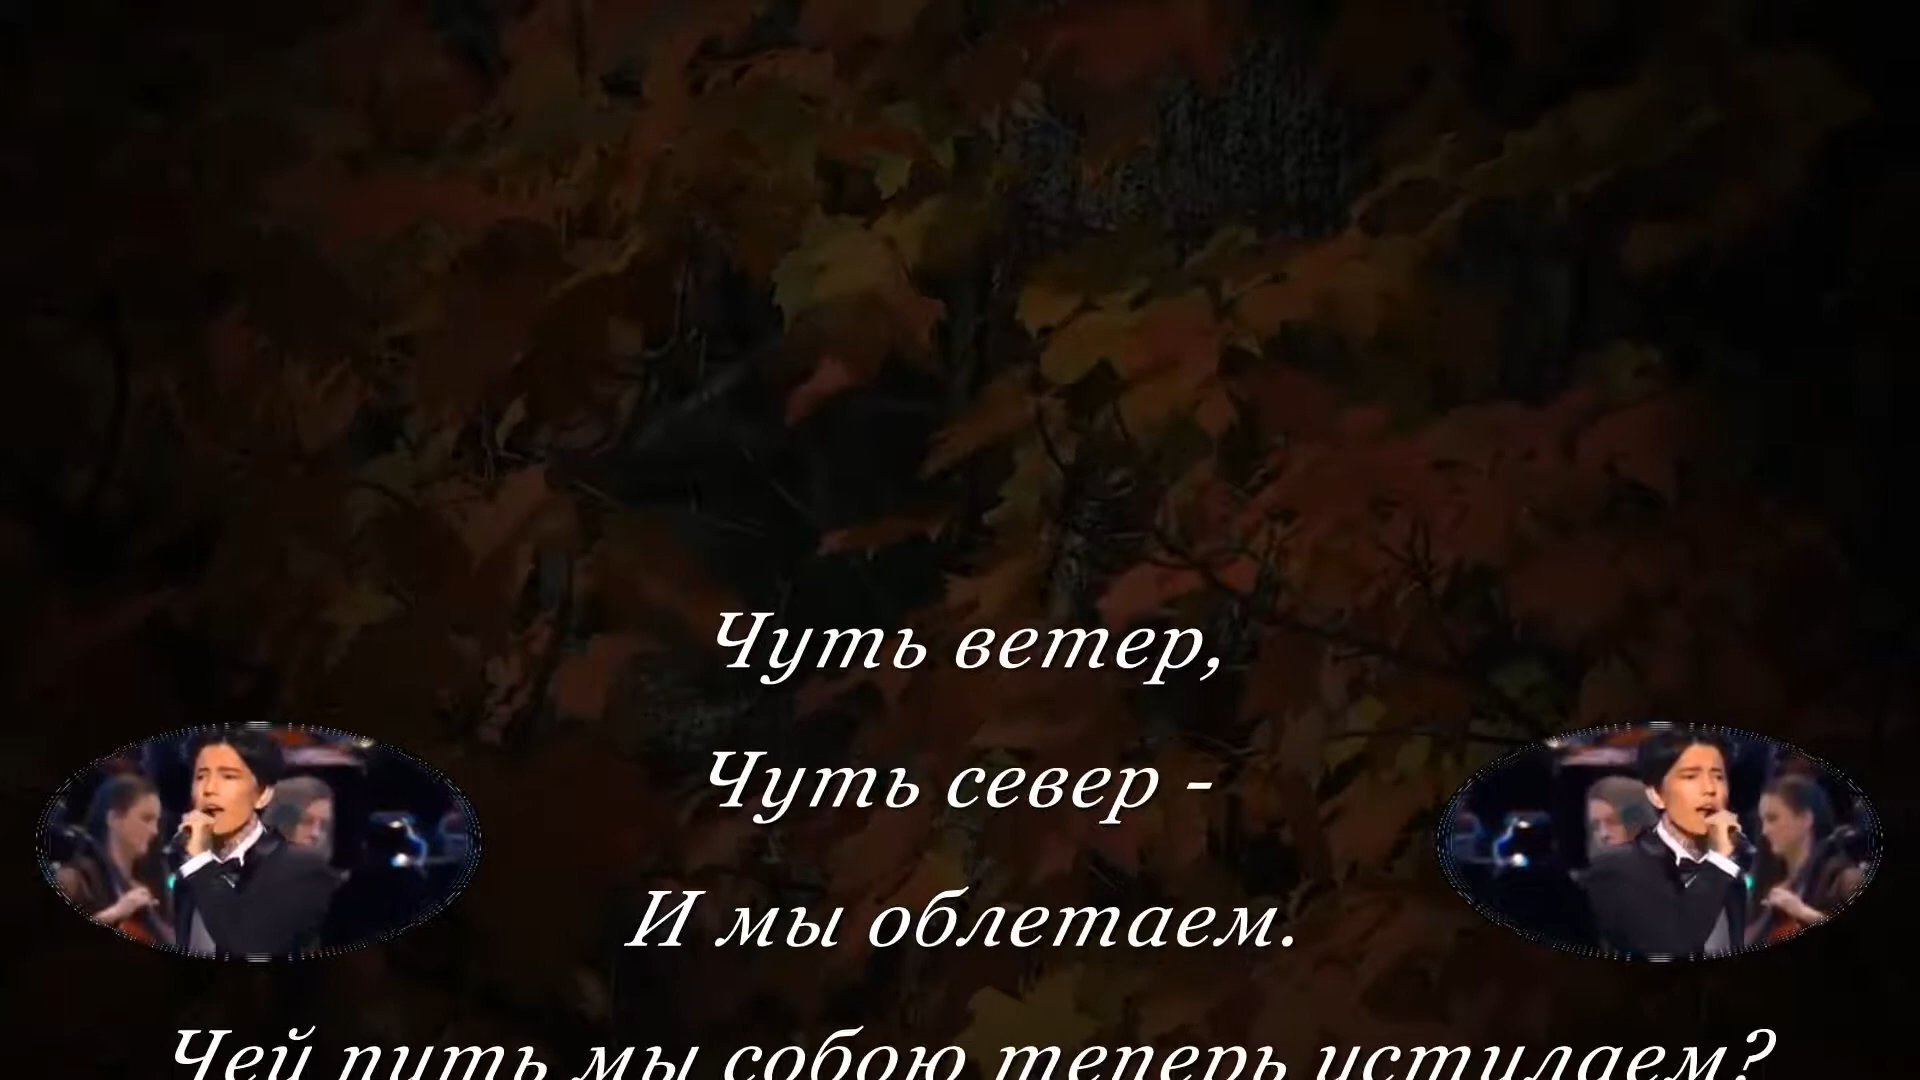 Чуть ветер,
Чуть север -
И мы облетаем.
Чей путь мы собою теперь устилаем?